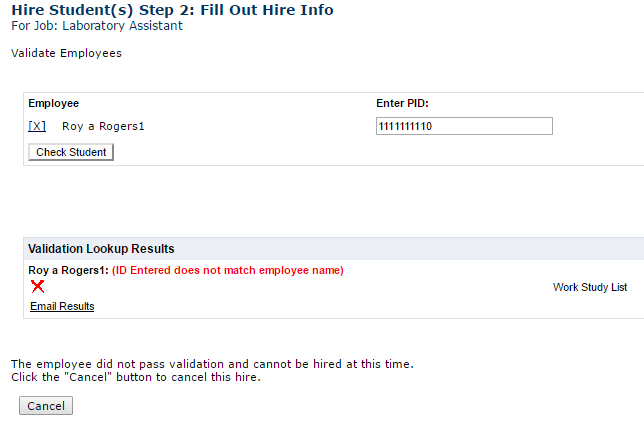 Hire Student(s) Step 2: Fill Out Hire Info
For Job: Laboratory Assistant
Validate Employees
Employee Enter PID:
[X] Roy a Rogers1 1111111110
Check Student
Validation Lookup Results
Roy a Rogers1: (ID Entered does not match employee name)
Work Study List
Email Results
The employee did not pass validation and cannot be hired at this time.
Click the "Cancel" button to cancel this hire.
Cancel